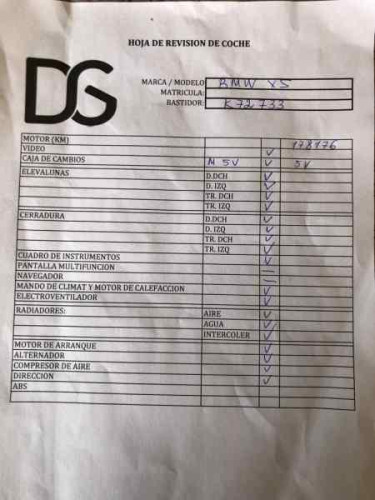 HOJA DE REVISION DE COCHE
DG
MARCA / MODELO BMW X5
MATRICULA:
BASTIDOR: K72733
MOTOR (KM) 178176
VIDEO ✓
CAJA DE CAMBIOS M 5V ✓ 5V
ELEVALUNAS D.DCH ✓
D. IZQ ✓
TR. DCH ✓
TR. IZQ ✓
CERRADURA D.DCH ✓
D. IZQ ✓
TR. DCH ✓
TR. IZQ ✓
CUADRO DE INSTRUMENTOS ✓
PANTALLA MULTIFUNCION —
NAVEGADOR —
MANDO DE CLIMAT Y MOTOR DE CALEFACCION ✓
ELECTROVENTILADOR ✓
RADIADORES: AIRE ✓
AGUA ✓
INTERCOLER ✓
MOTOR DE ARRANQUE ✓
ALTERNADOR ✓
COMPRESOR DE AIRE ✓
DIRECCION ✓
ABS